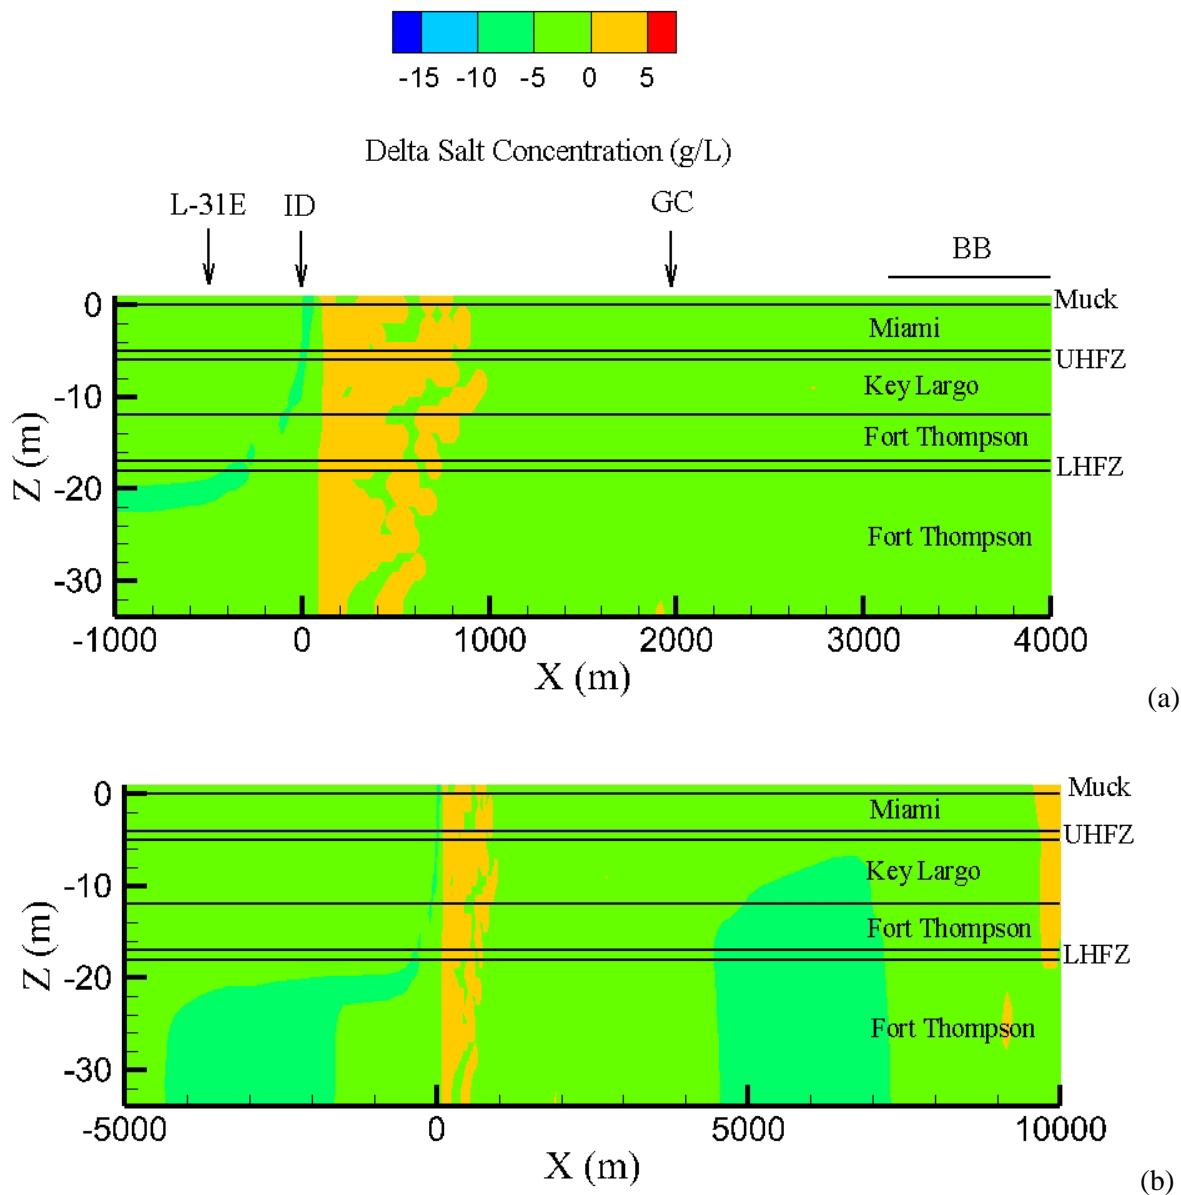 -15 -10 -5 0 5
Delta Salt Concentration (g/L)
L-31E ID GC
BB
0 Muck
Miami
UHFZ
-10 Key Largo
Fort Thompson
LHFZ
-20
Fort Thompson
-30
Z (m)
-1000 0 1000 2000 3000 4000
X (m)
(a)
0 Muck
Miami
UHFZ
-10 Key Largo
Fort Thompson
LHFZ
-20
Fort Thompson
-30
Z (m)
-5000 0 5000 10000
X (m)
(b)